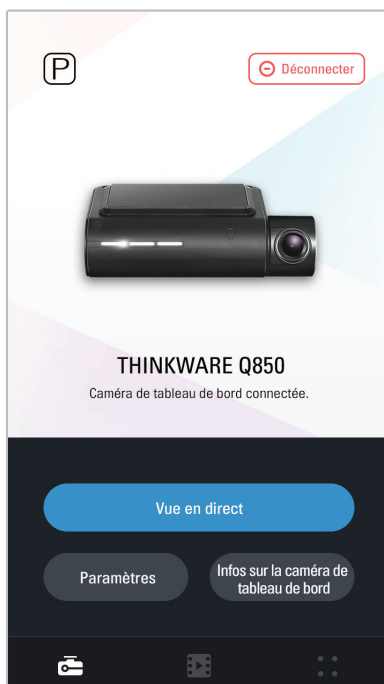 P
Déconnecter
THINKWARE Q850
Caméra de tableau de bord connectée.
Vue en direct
Paramètres
Infos sur la caméra de
tableau de bord